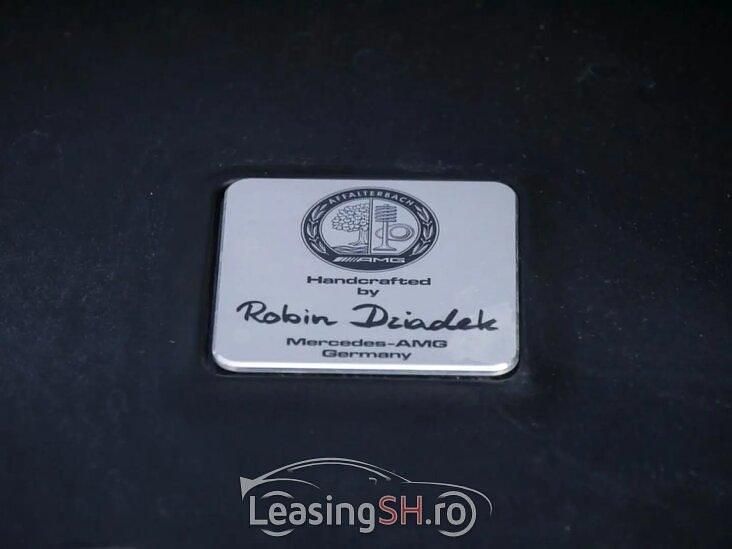 AFFALTERBACH
AMG
Handcrafted
by
Robin Dziadek
Mercedes-AMG
Germany
LeasingSH.ro